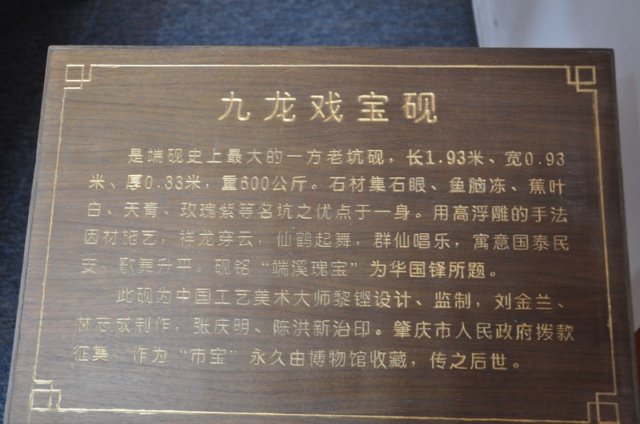 九龙戏宝砚
是端砚史上最大的一方老坑砚，长1.93米、宽0.93
米、厚0.33米，重600公斤。石材集石眼、鱼脑冻、蕉叶
白、天青、玫瑰紫等名坑之优点于一身。用高浮雕的手法
因材施艺，祥龙穿云，仙鹤起舞，群仙唱乐，寓意国泰民
安、歌舞升平。砚铭“端溪瑰宝”为华国锋所题。
此砚为中国工艺美术大师黎铿设计、监制，刘金兰、
林志成制作，张庆明、陈洪新治印。肇庆市人民政府拨款
征集，作为“市宝”永久由博物馆收藏，传之后世。